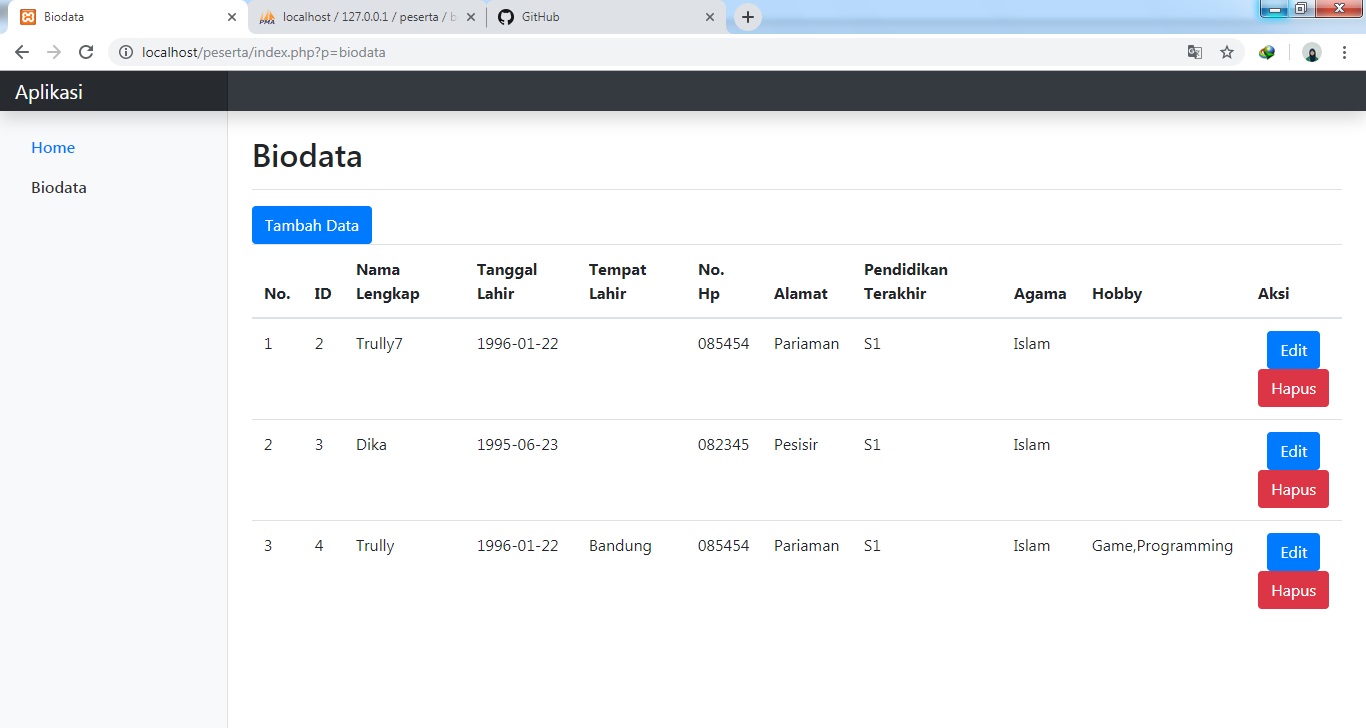 Biodata
localhost / 127.0.0.1 / peserta / b
GitHub
localhost/peserta/index.php?p=biodata
Aplikasi
Home
Biodata
Biodata
Tambah Data
No. ID Nama Lengkap Tanggal Lahir Tempat Lahir No. Hp Alamat Pendidikan Terakhir Agama Hobby Aksi
1 2 Trully7 1996-01-22 085454 Pariaman S1 Islam Edit
Hapus
2 3 Dika 1995-06-23 082345 Pesisir S1 Islam Edit
Hapus
3 4 Trully 1996-01-22 Bandung 085454 Pariaman S1 Islam Game,Programming Edit
Hapus